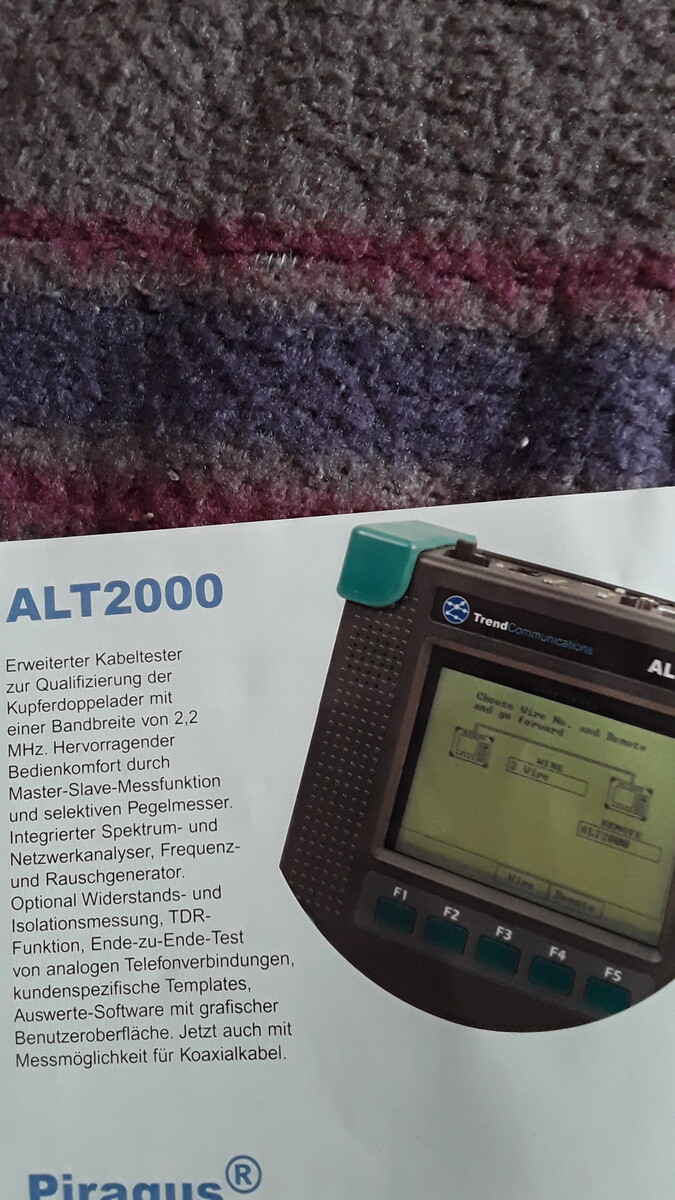 ALT2000
Erweiterter Kabeltester
zur Qualifizierung der
Kupferdoppelader mit
einer Bandbreite von 2,2
MHz. Hervorragender
Bedienkomfort durch
Master-Slave-Messfunktion
und selektiven Pegelmesser.
Integrierter Spektrum- und
Netzwerkanalyser, Frequenz-
und Rauschgenerator.
Optional Widerstands- und
Isolationsmessung, TDR-
Funktion, Ende-zu-Ende-Test
von analogen Telefonverbindungen,
kundenspezifische Templates,
Auswerte-Software mit grafischer
Benutzeroberfläche. Jetzt auch mit
Messmöglichkeit für Koaxialkabel.
TrendCommunications
AL
Choose Wire No. and Remote
and go forward
WIRE
2 Wire
REMOTE
ALT2000
Wire Remote
F1 F2 F3 F4 F5
Piragus®